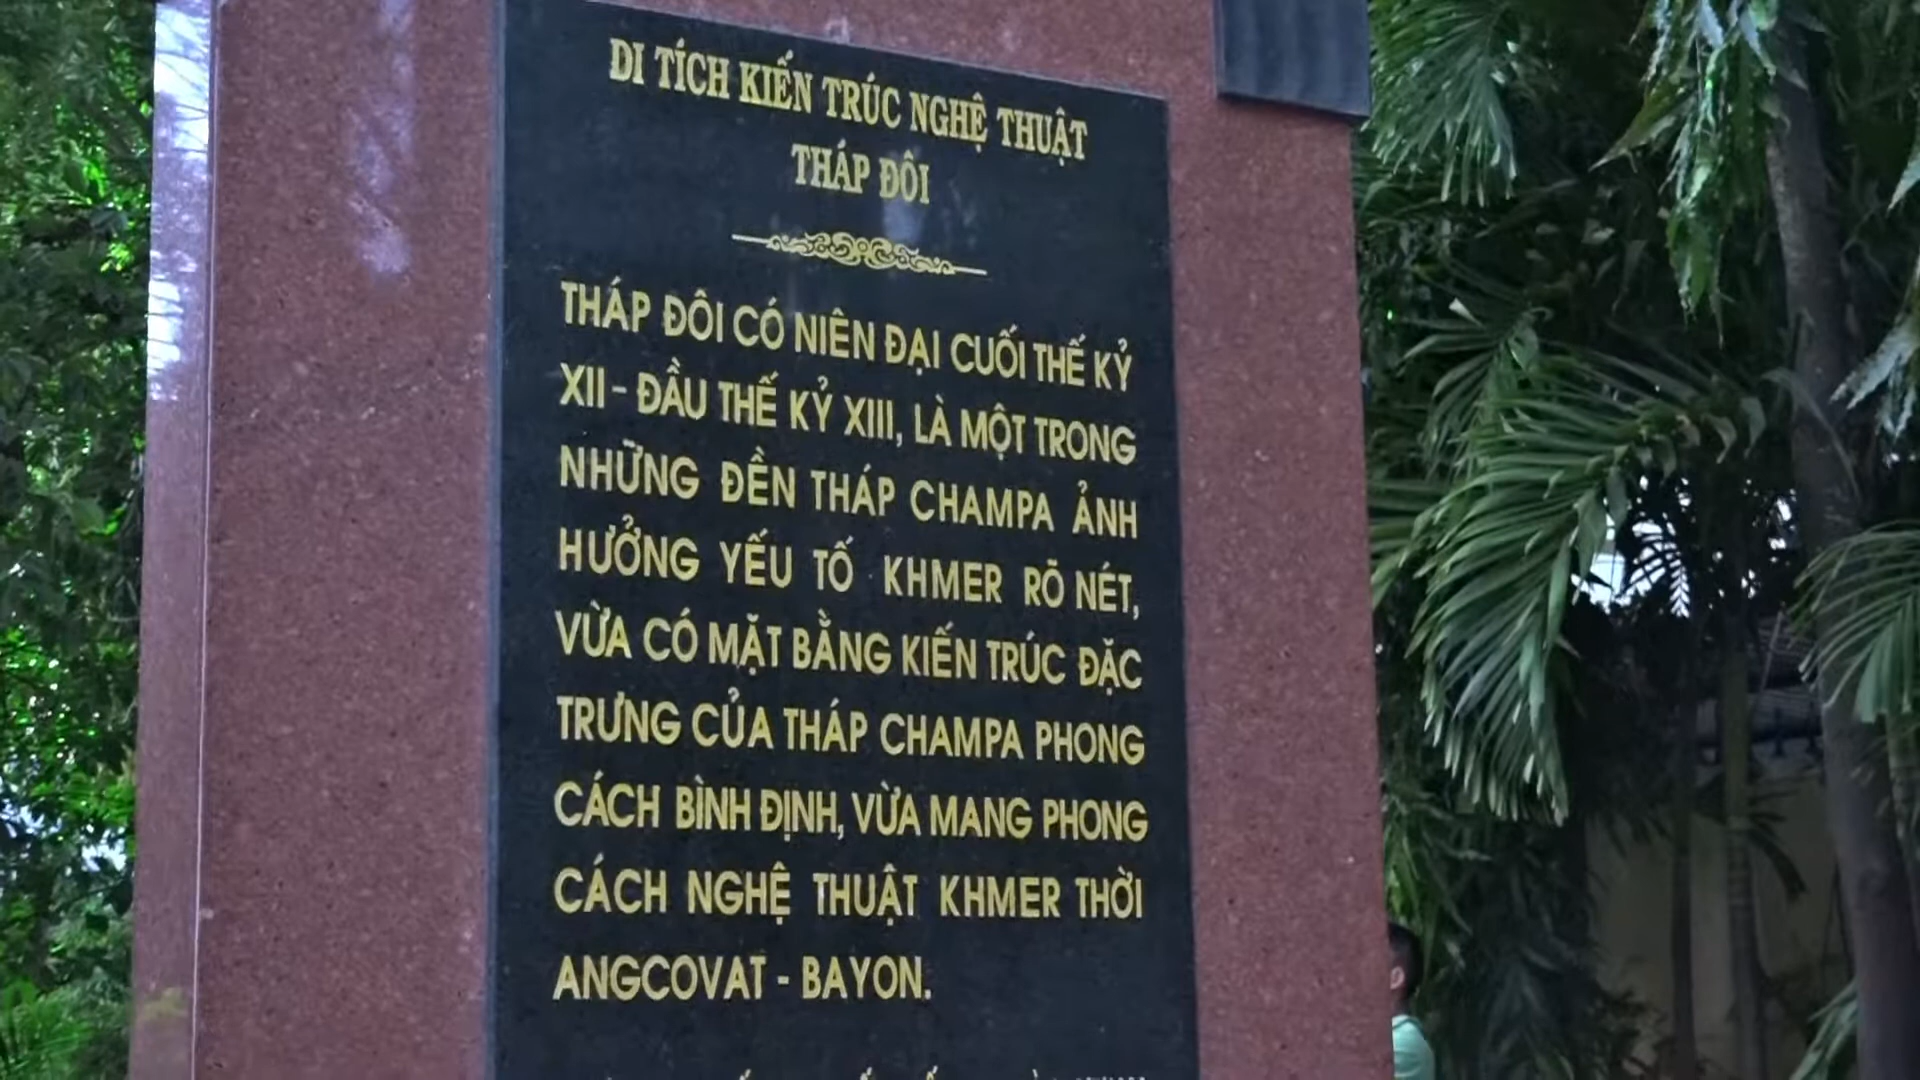 DI TÍCH KIẾN TRÚC NGHỆ THUẬT
THÁP ĐÔI
THÁP ĐÔI CÓ NIÊN ĐẠI CUỐI THẾ KỶ
XII - ĐẦU THẾ KỶ XIII, LÀ MỘT TRONG
NHỮNG ĐỀN THÁP CHAMPA ẢNH
HƯỞNG YẾU TỐ KHMER RÕ NÉT,
VỪA CÓ MẶT BẰNG KIẾN TRÚC ĐẶC
TRƯNG CỦA THÁP CHAMPA PHONG
CÁCH BÌNH ĐỊNH, VỪA MANG PHONG
CÁCH NGHỆ THUẬT KHMER THỜI
ANGCOVAT - BAYON.